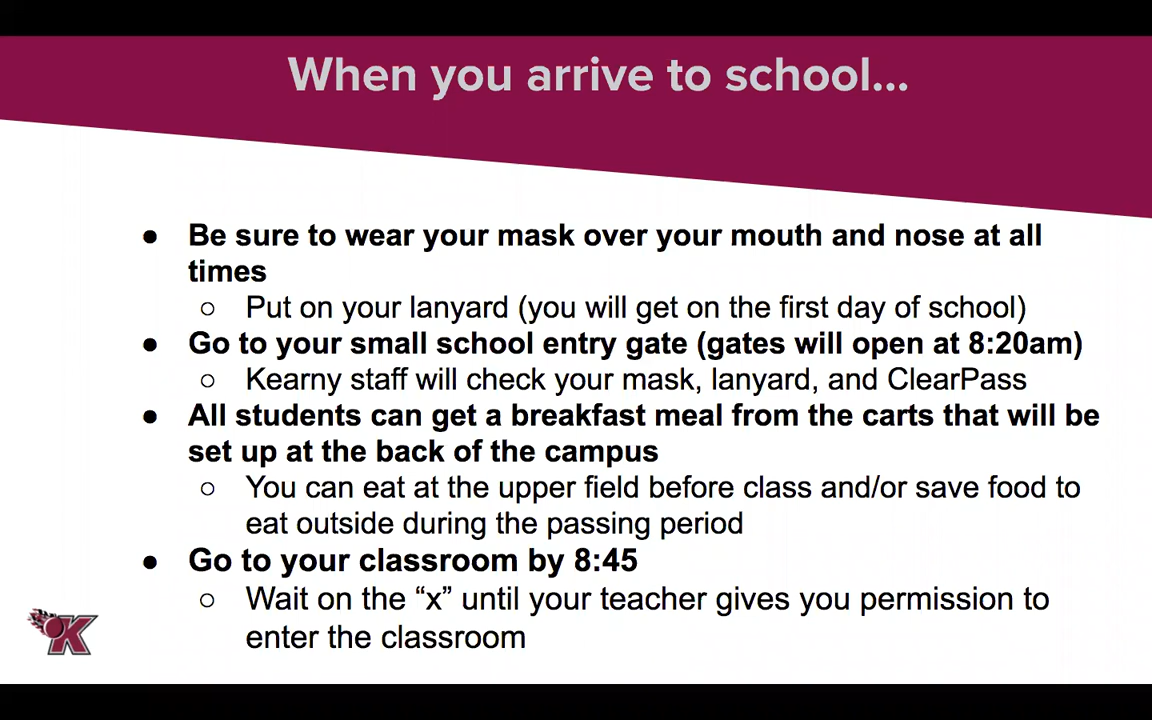 When you arrive to school...
● Be sure to wear your mask over your mouth and nose at all
times
○ Put on your lanyard (you will get on the first day of school)
● Go to your small school entry gate (gates will open at 8:20am)
○ Kearny staff will check your mask, lanyard, and ClearPass
● All students can get a breakfast meal from the carts that will be
set up at the back of the campus
○ You can eat at the upper field before class and/or save food to
eat outside during the passing period
● Go to your classroom by 8:45
○ Wait on the “x” until your teacher gives you permission to
enter the classroom
K